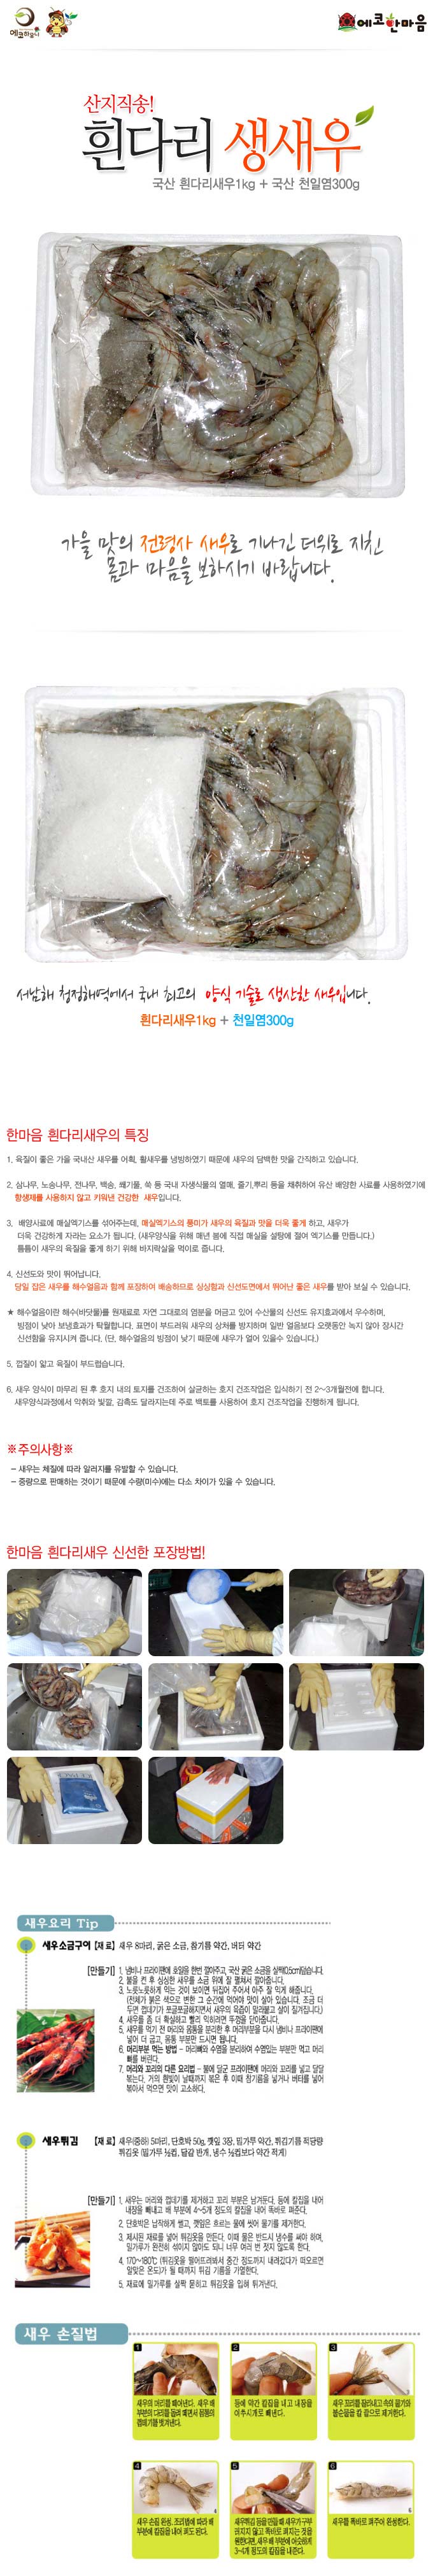 에코하모니
에코한마음
산지직송!
흰다리 생새우
국산 흰다리새우1kg + 국산 천일염300g
가을 맛의 전령사 새우로 기나긴 더위로 지친
몸과 마음을 보하시기 바랍니다.
서남해 청정해역에서 국내 최고의 양식 기술로 생산한 새우입니다.
흰다리새우1kg + 천일염300g
한마음 흰다리새우의 특징
1. 육질이 좋은 가을 국내산 새우를 어획, 활새우를 냉방하였기 때문에 새우의 담백한 맛을 간직하고 있습니다.
2. 삼나무, 노송나무, 전나무, 백송, 쐐기풀, 쑥 등 국내 자생식물의 열매, 줄기,뿌리 등을 채취하여 유산 배양한 사료를 사용하였기에
항생제를 사용하지 않고 키워낸 건강한 새우입니다.
3. 배양사료에 매실엑기스를 섞어주는데, 매실엑기스의 풍미가 새우의 육질과 맛을 더욱 좋게 하고, 새우가
더욱 건강하게 자라는 요소가 됩니다. (새우양식을 위해 매년 봄에 직접 매실을 설탕에 절여 엑기스를 만듭니다.)
틈틈이 새우의 육질을 좋게 하기 위해 바지락살을 먹이로 줍니다.
4. 신선도와 맛이 뛰어납니다.
당일 잡은 새우를 해수얼음과 함께 포장하여 배송하므로 싱싱함과 신선도면에서 뛰어난 좋은 새우를 받아 보실 수 있습니다.
★ 해수얼음이란 해수(바닷물)를 원재료로 자연 그대로의 염분을 머금고 있어 수산물의 신선도 유지효과에서 우수하며,
빙점이 낮아 보냉효과가 탁월합니다. 표면이 부드러워 새우의 상처를 방지하며 일반 얼음보다 오랫동안 녹지 않아 장시간
신선함을 유지시켜 줍니다. (단, 해수얼음의 빙점이 낮기 때문에 새우가 얼어 있을수 있습니다.)
5. 껍질이 얇고 육질이 부드럽습니다.
6. 새우 양식이 마무리 된 후 호지 내의 토지를 건조하여 살균하는 호지 건조작업은 입식하기 전 2~3개월전에 합니다.
새우양식과정에서 악취와 빛깔, 감촉도 달라지는데 주로 백토를 사용하여 호지 건조작업을 진행하게 됩니다.
※주의사항※
- 새우는 체질에 따라 알러지를 유발할 수 있습니다.
- 중량으로 판매하는 것이기 때문에 수량(미수)에는 다소 차이가 있을 수 있습니다.
한마음 흰다리새우 신선한 포장방법!
새우요리 Tip
새우소금구이 [재 료] 새우 8마리, 굵은 소금, 참기름 약간, 버터 약간
[만들기] 1. 냄비나 프라이팬에 호일을 한번 깔아주고, 국산 굵은 소금을 살짝(0.5cm)덮습니다.
2. 불을 켠 후 싱싱한 새우를 소금 위에 잘 펼쳐서 깔아줍니다.
3. 노릇노릇하게 익는 것이 보이면 뒤집어 주어서 아주 잘 익게 해줍니다.
(전체가 붉은 색으로 변한 그 순간에 먹어야 맛이 살아 있습니다. 조금 더
두면 껍데기가 쪼글쪼글해지면서 새우의 육즙이 말라붙고 살이 질겨집니다.)
4. 새우를 좀 더 확실하고 빨리 익히려면 뚜껑을 닫아줍니다.
5. 새우를 먹기 전 머리와 몸통을 분리한 후 머리부분을 다시 냄비나 프라이팬에
넣어 더 굽고, 몸통 부분만 드시면 됩니다.
6. 머리부분 먹는 방법 - 머리뼈와 수염을 분리하여 수염있는 부분만 먹고 머리
뼈를 버린다.
7. 머리와 꼬리의 다른 요리법 - 불에 달군 프라이팬에 머리와 꼬리를 넣고 달달
볶는다. 거의 흰빛이 날때까지 볶은 후 이때 참기름을 넣거나 버터를 넣어
볶아서 먹으면 맛이 고소하다.
새우튀김 [재 료] 새우(중하) 5마리, 단호박 50g, 깻잎 3장, 밀가루 약간, 튀김기름 적당량
튀김옷 (밀가루 ½컵, 달걀 반개, 냉수 ½컵보다 약간 적게)
[만들기] 1. 새우는 머리와 껍데기를 제거하고 꼬리 부분은 남겨둔다. 등에 칼집을 내어
내장을 빼내고 배 부분에 4~5개 정도의 칼집을 내어 똑바로 펴준다.
2. 단호박은 납작하게 썰고, 깻잎은 흐르는 물에 씻어 물기를 제거한다.
3. 제시된 재료를 넣어 튀김옷을 만든다. 이때 물은 반드시 냉수를 써야 하며,
밀가루가 완전히 섞이지 않아도 되니 너무 여러 번 젓지 않도록 한다.
4. 170~180℃ (튀김옷을 떨어뜨려서 중간 정도까지 내려갔다가 떠오르면
알맞은 온도)가 될 때까지 튀김 기름을 가열한다.
5. 재료에 밀가루를 살짝 묻히고 튀김옷을 입혀 튀겨낸다.
새우 손질법
1
새우의 머리를 떼어낸다. 새우 배
부분의 다리를 돌려 떼면서 몸통의
껍데기를 벗겨낸다.
2
등에 약간 칼집을 내고 내장을
이쑤시개로 빼낸다.
3
새우 꼬리를 잘라내고 속의 물기와
불순물을 칼 끝으로 제거한다.
4
새우 손질 완성. 조리법에 따라 배
부분에 칼집을 내어 펴도 된다.
5
새우튀김 등을 만들 때 새우가 구부
러지지 않고 똑바로 펴지는 것을
원한다면, 새우 배 부분에 어슷하게
3~4개 정도의 칼집을 내준다.
6
새우를 똑바로 펴주어 완성한다.